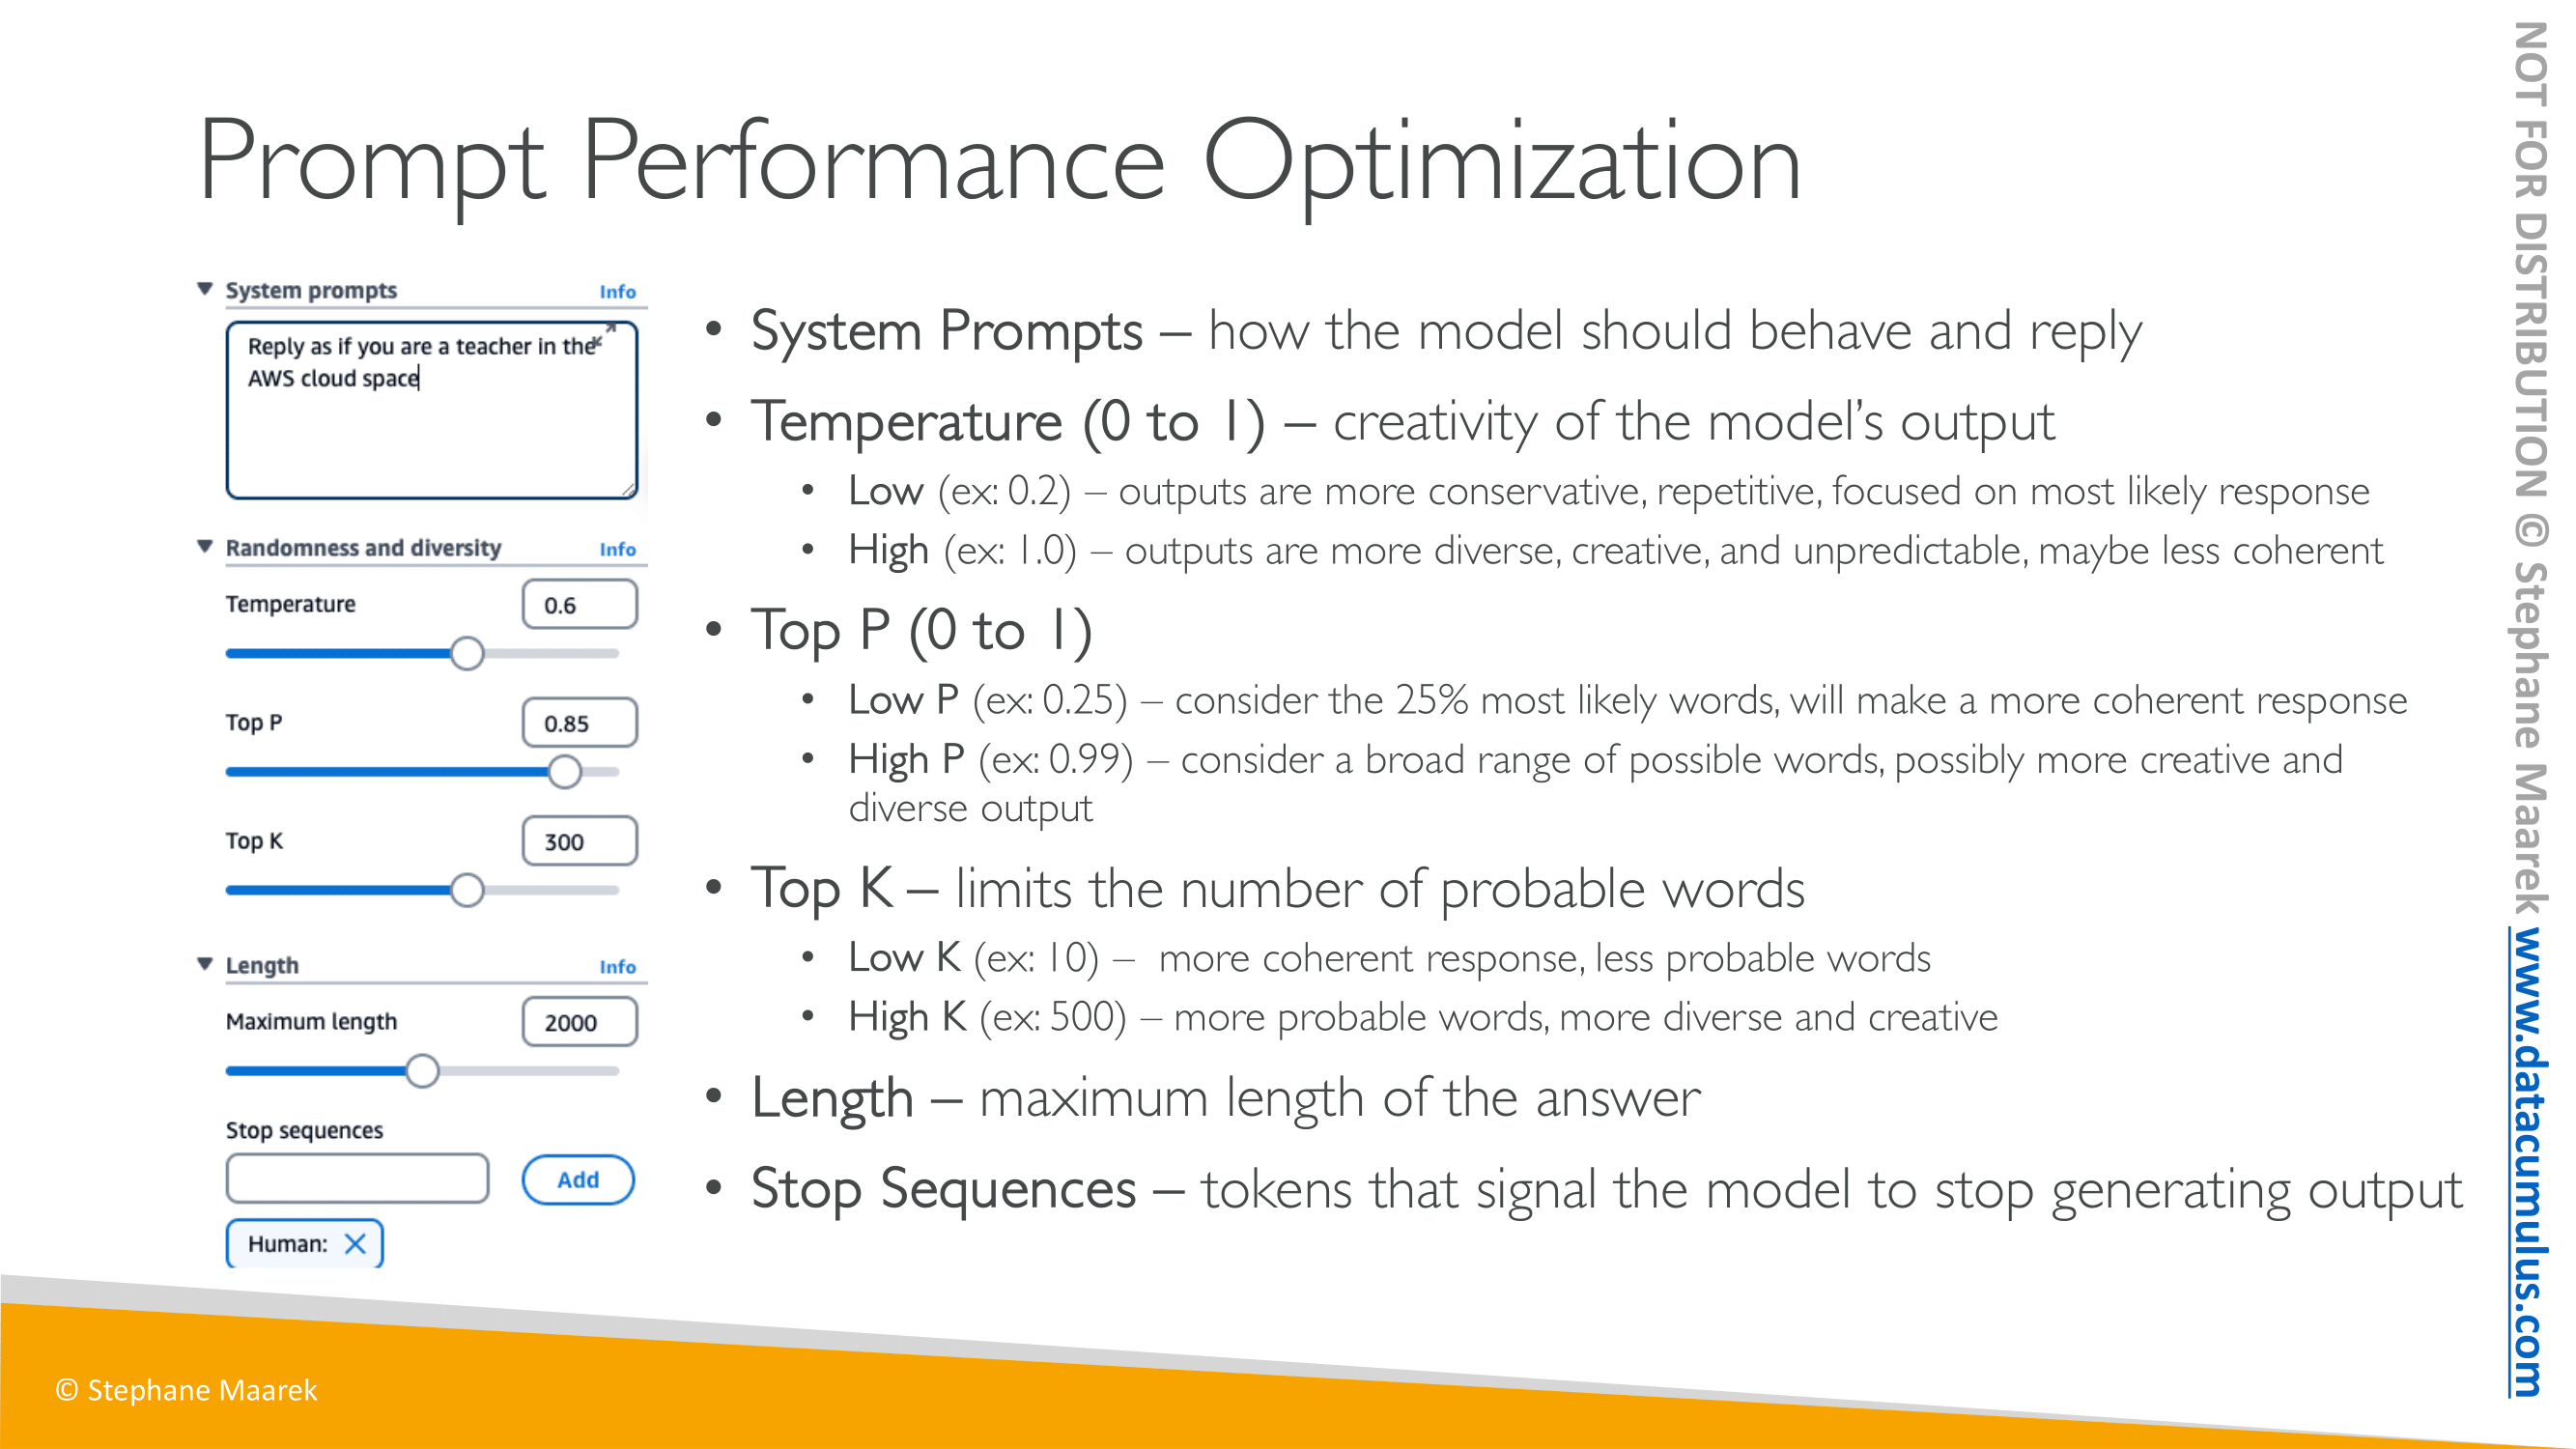 Prompt Performance Optimization
System prompts Info
Reply as if you are a teacher in the
AWS cloud space
Randomness and diversity Info
Temperature 0.6
Top P 0.85
Top K 300
Length Info
Maximum length 2000
Stop sequences
Add
Human:
• System Prompts – how the model should behave and reply
• Temperature (0 to 1) – creativity of the model’s output
• Low (ex: 0.2) – outputs are more conservative, repetitive, focused on most likely response
• High (ex: 1.0) – outputs are more diverse, creative, and unpredictable, maybe less coherent
• Top P (0 to 1)
• Low P (ex: 0.25) – consider the 25% most likely words, will make a more coherent response
• High P (ex: 0.99) – consider a broad range of possible words, possibly more creative and
diverse output
• Top K – limits the number of probable words
• Low K (ex: 10) – more coherent response, less probable words
• High K (ex: 500) – more probable words, more diverse and creative
• Length – maximum length of the answer
• Stop Sequences – tokens that signal the model to stop generating output
© Stephane Maarek
NOT FOR DISTRIBUTION © Stephane Maarek www.datacumulus.com